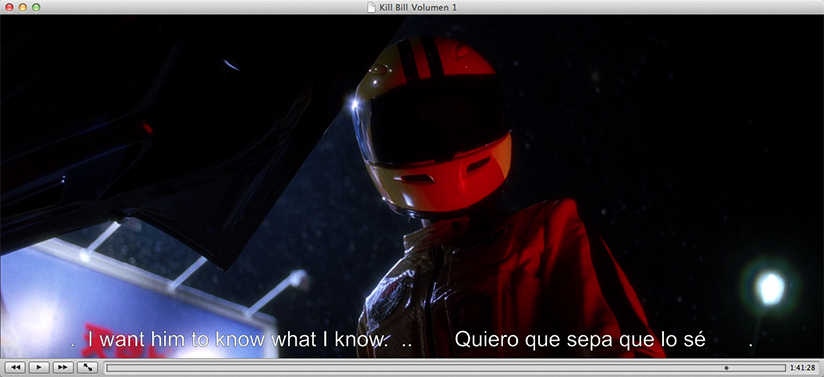 Kill Bill Volumen 1
. I want him to know what I know. .. Quiero que sepa que lo sé .
1:41:28